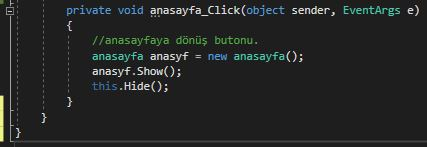 private void anasayfa_Click(object sender, EventArgs e)
{
//anasayfaya dönüş butonu.
anasayfa anasyf = new anasayfa();
anasyf.Show();
this.Hide();
}
}
}